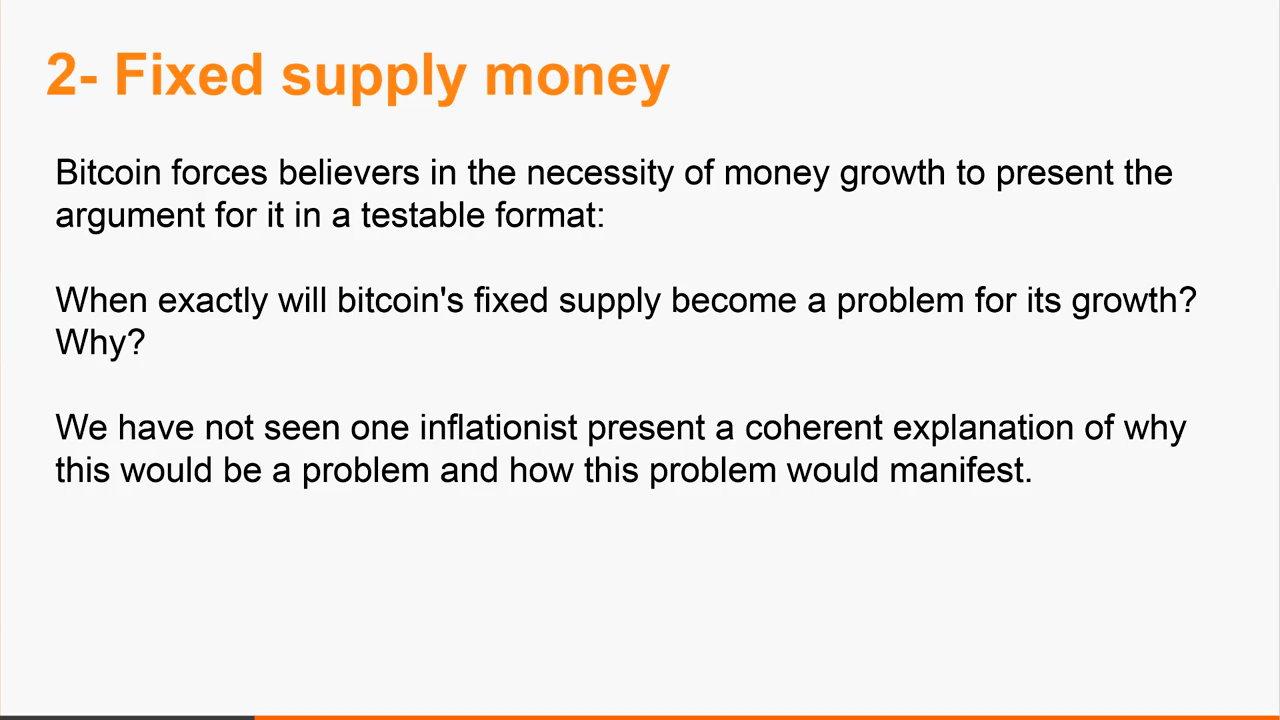 2- Fixed supply money
Bitcoin forces believers in the necessity of money growth to present the
argument for it in a testable format:
When exactly will bitcoin's fixed supply become a problem for its growth?
Why?
We have not seen one inflationist present a coherent explanation of why
this would be a problem and how this problem would manifest.